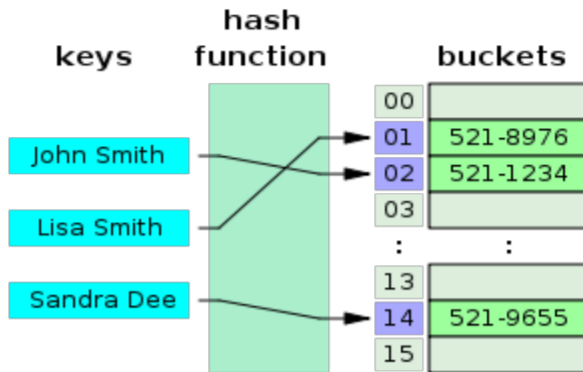 hash
keys function buckets
00
01 521-8976
John Smith
02 521-1234
03
Lisa Smith
: :
13
Sandra Dee
14 521-9655
15